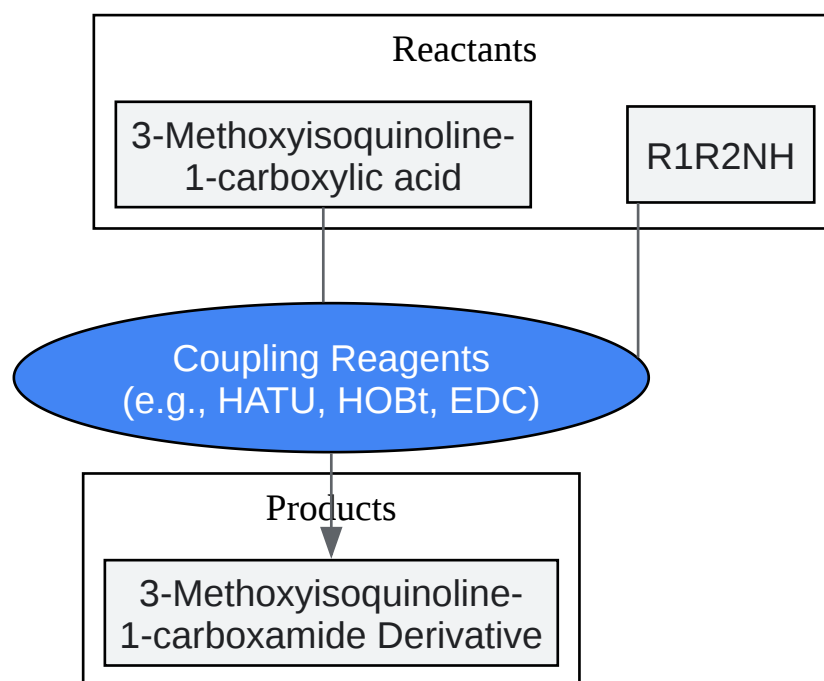 Reactants
3-Methoxyisoquinoline-
1-carboxylic acid
R1R2NH
Coupling Reagents
(e.g., HATU, HOBt, EDC)
Products
3-Methoxyisoquinoline-
1-carboxamide Derivative